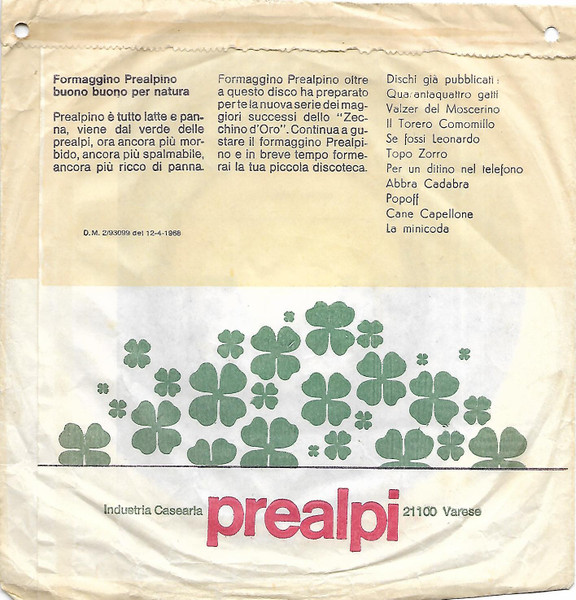 Formaggino Prealpino
buono buono per natura
Prealpino è tutto latte e pan-
na, viene dal verde delle
prealpi, ora ancora più mor-
bido, ancora più spalmabile,
ancora più ricco di panna.
D.M. 2/93099 del 12-4-1968
Formaggino Prealpino oltre
a questo disco ha preparato
per te la nuova serie dei mag-
giori successi dello "Zec-
chino d'Oro". Continua a gu-
stare il formaggino Prealpi-
no e in breve tempo forme-
rai la tua piccola discoteca.
Dischi già pubblicati:
Quarantaquattro gatti
Valzer del Moscerino
Il Torero Comomillo
Se fossi Leonardo
Topo Zorro
Per un ditino nel telefono
Abbra Cadabra
Popoff
Cane Capellone
La minicoda
Industria Casearia prealpi 21100 Varese